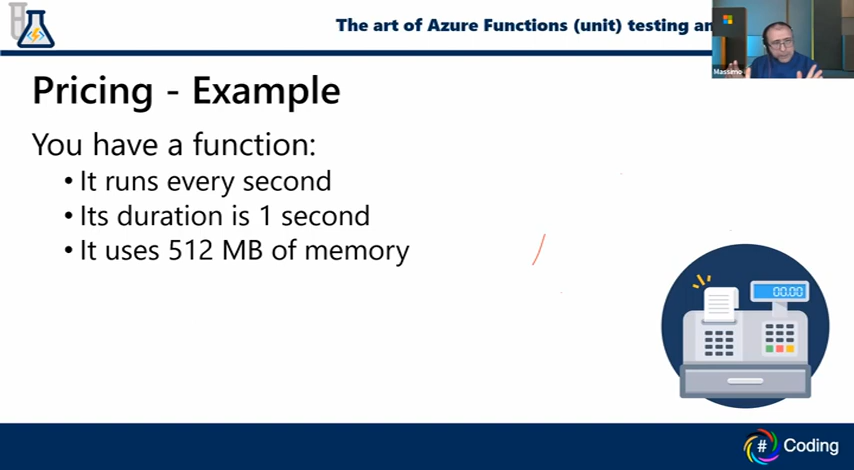 The art of Azure Functions (unit) testing an
Massimo
Pricing - Example
You have a function:
• It runs every second
• Its duration is 1 second
• It uses 512 MB of memory
00.00
# Coding